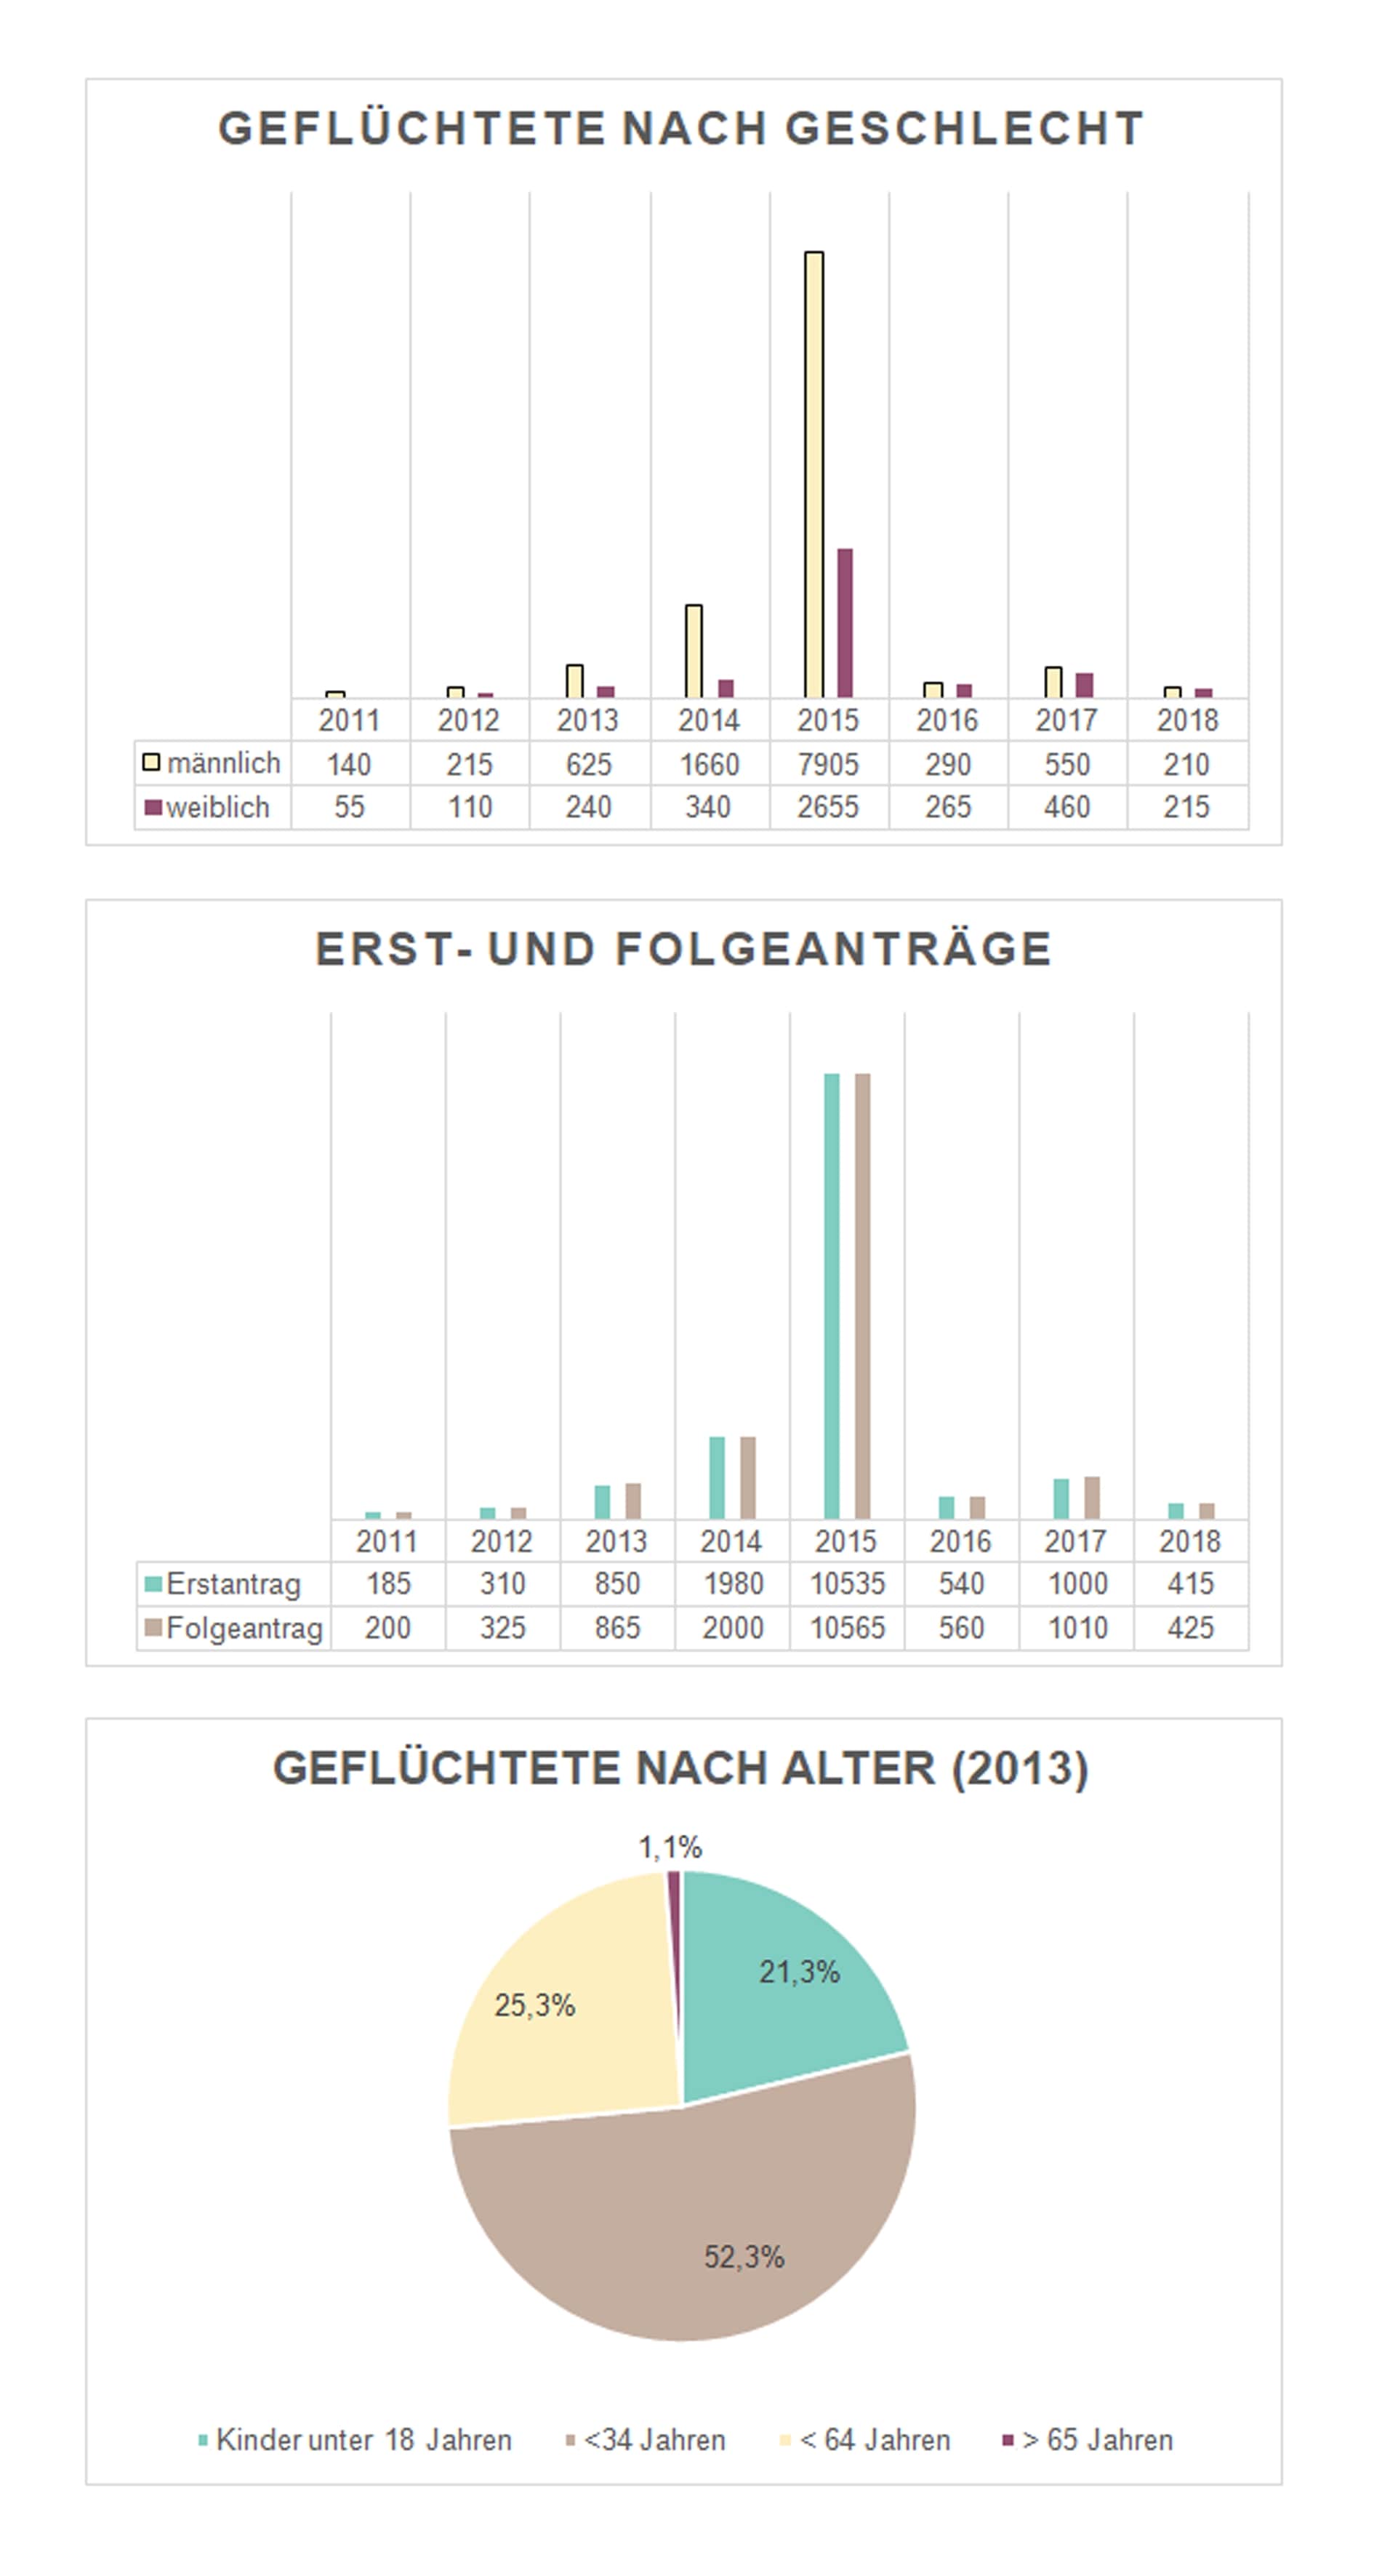 GEFLÜCHTETE NACH GESCHLECHT
2011 2012 2013 2014 2015 2016 2017 2018
männlich 140 215 625 1660 7905 290 550 210
weiblich 55 110 240 340 2655 265 460 215
ERST- UND FOLGEANTRÄGE
2011 2012 2013 2014 2015 2016 2017 2018
Erstantrag 185 310 850 1980 10535 540 1000 415
Folgeantrag 200 325 865 2000 10565 560 1010 425
GEFLÜCHTETE NACH ALTER (2013)
1,1%
21,3%
25,3%
52,3%
Kinder unter 18 Jahren <34 Jahren < 64 Jahren > 65 Jahren